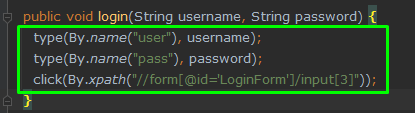 public void login(String username, String password) {
type(By.name("user"), username);
type(By.name("pass"), password);
click(By.xpath("//form[@id='LoginForm']/input[3]"));
}